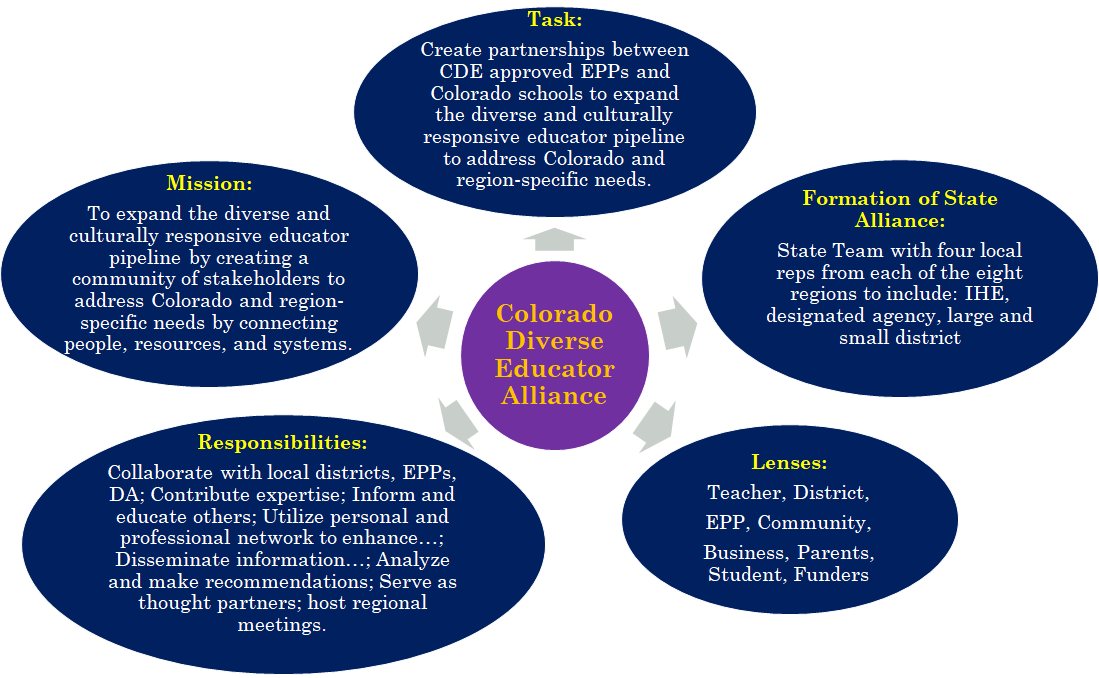 Task:
Create partnerships between
CDE approved EPPs and
Colorado schools to expand
the diverse and culturally
responsive educator pipeline
to address Colorado and
region-specific needs.
Mission:
To expand the diverse and
culturally responsive educator
pipeline by creating a
community of stakeholders to
address Colorado and region-
specific needs by connecting
people, resources, and systems.
Formation of State
Alliance:
State Team with four local
reps from each of the eight
regions to include: IHE,
designated agency, large and
small district
Colorado
Diverse
Educator
Alliance
Responsibilities:
Collaborate with local districts, EPPs,
DA; Contribute expertise; Inform and
educate others; Utilize personal and
professional network to enhance…;
Disseminate information…; Analyze
and make recommendations; Serve as
thought partners; host regional
meetings.
Lenses:
Teacher, District,
EPP, Community,
Business, Parents,
Student, Funders